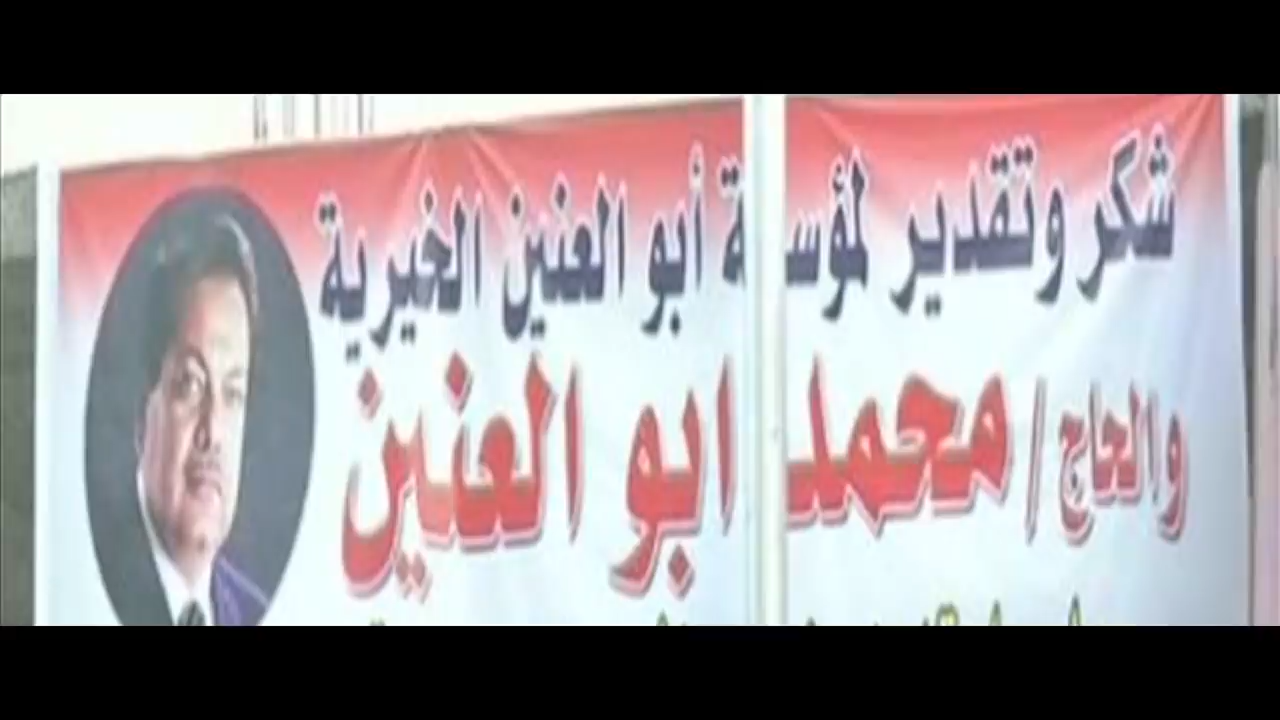 شكر وتقدير لمؤسسة أبو العنين الخيرية
والحاج / محمد ابو العنين